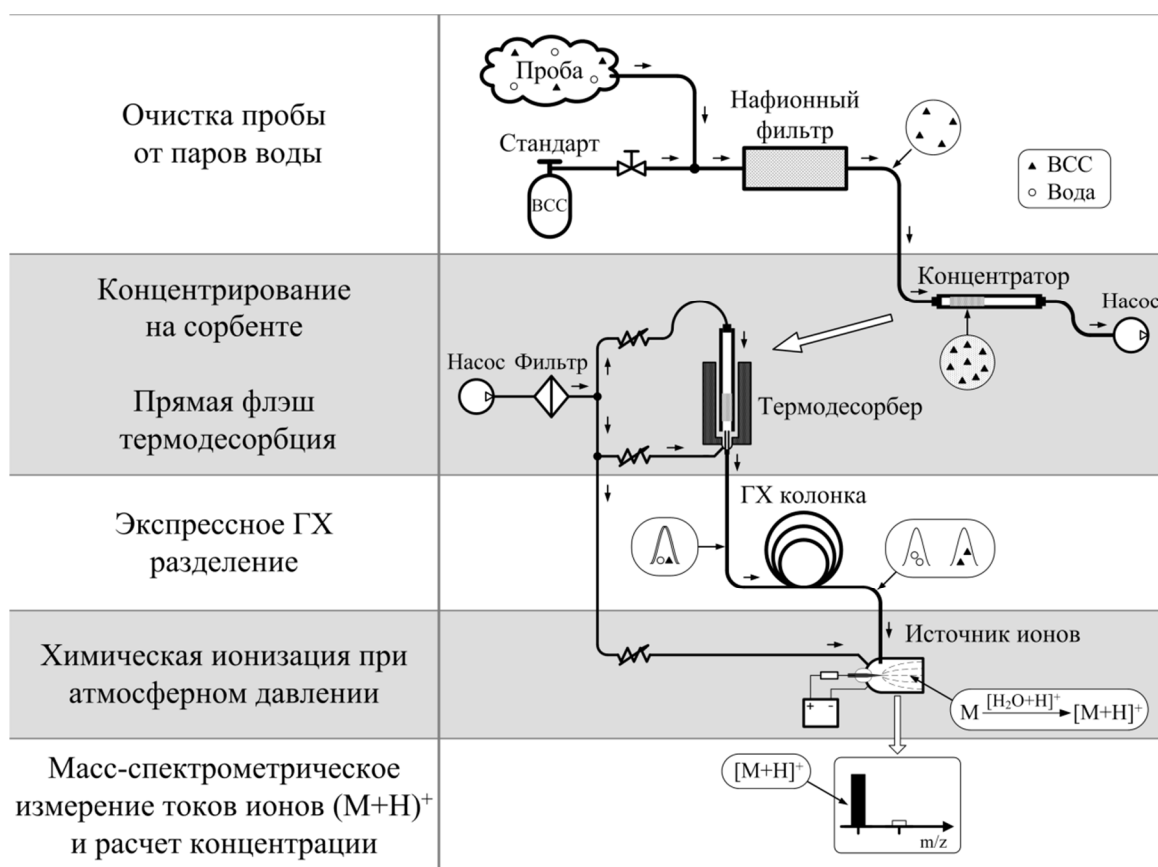 Очистка пробы
от паров воды
Проба
Стандарт
ВСС
Нафионный
фильтр
▲ ВСС
○ Вода
Концентрирование
на сорбенте
Прямая флэш
термодесорбция
Концентратор
Насос
Насос
Фильтр
Термодесорбер
Экспрессное ГХ
разделение
ГХ колонка
Химическая ионизация при
атмосферном давлении
Источник ионов
+ -
[H₂O+H]⁺
M → [M+H]⁺
Масс-спектрометрическое
измерение токов ионов (М+Н)⁺
и расчет концентрации
[M+H]⁺
m/z